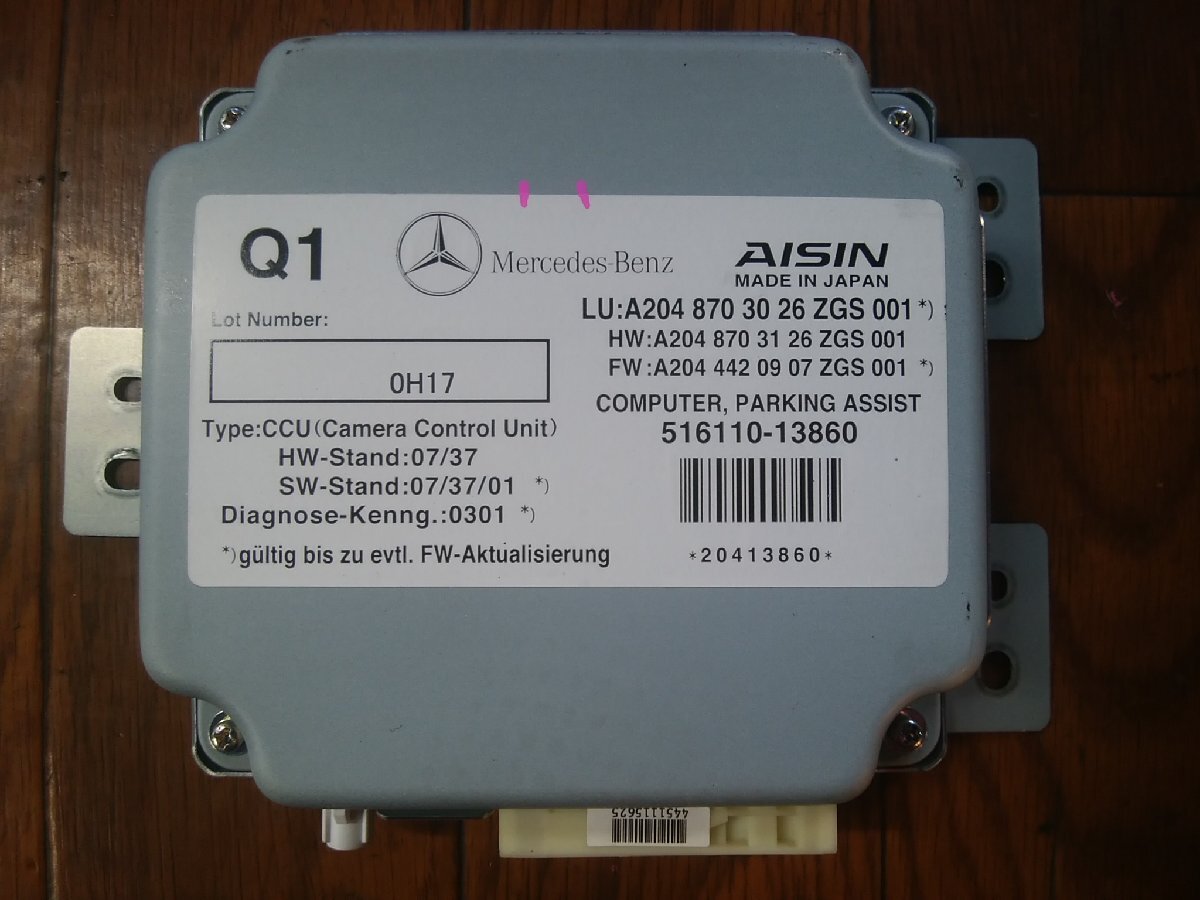 Q1
Mercedes-Benz
AISIN
MADE IN JAPAN
Lot Number:
0H17
LU:A204 870 30 26 ZGS 001 *)
HW:A204 870 31 26 ZGS 001
FW:A204 442 09 07 ZGS 001 *)
COMPUTER, PARKING ASSIST
516110-13860
Type:CCU(Camera Control Unit)
HW-Stand:07/37
SW-Stand:07/37/01 *)
Diagnose-Kenng.:0301 *)
*)gültig bis zu evtl. FW-Aktualisierung
*20413860*
4451115625